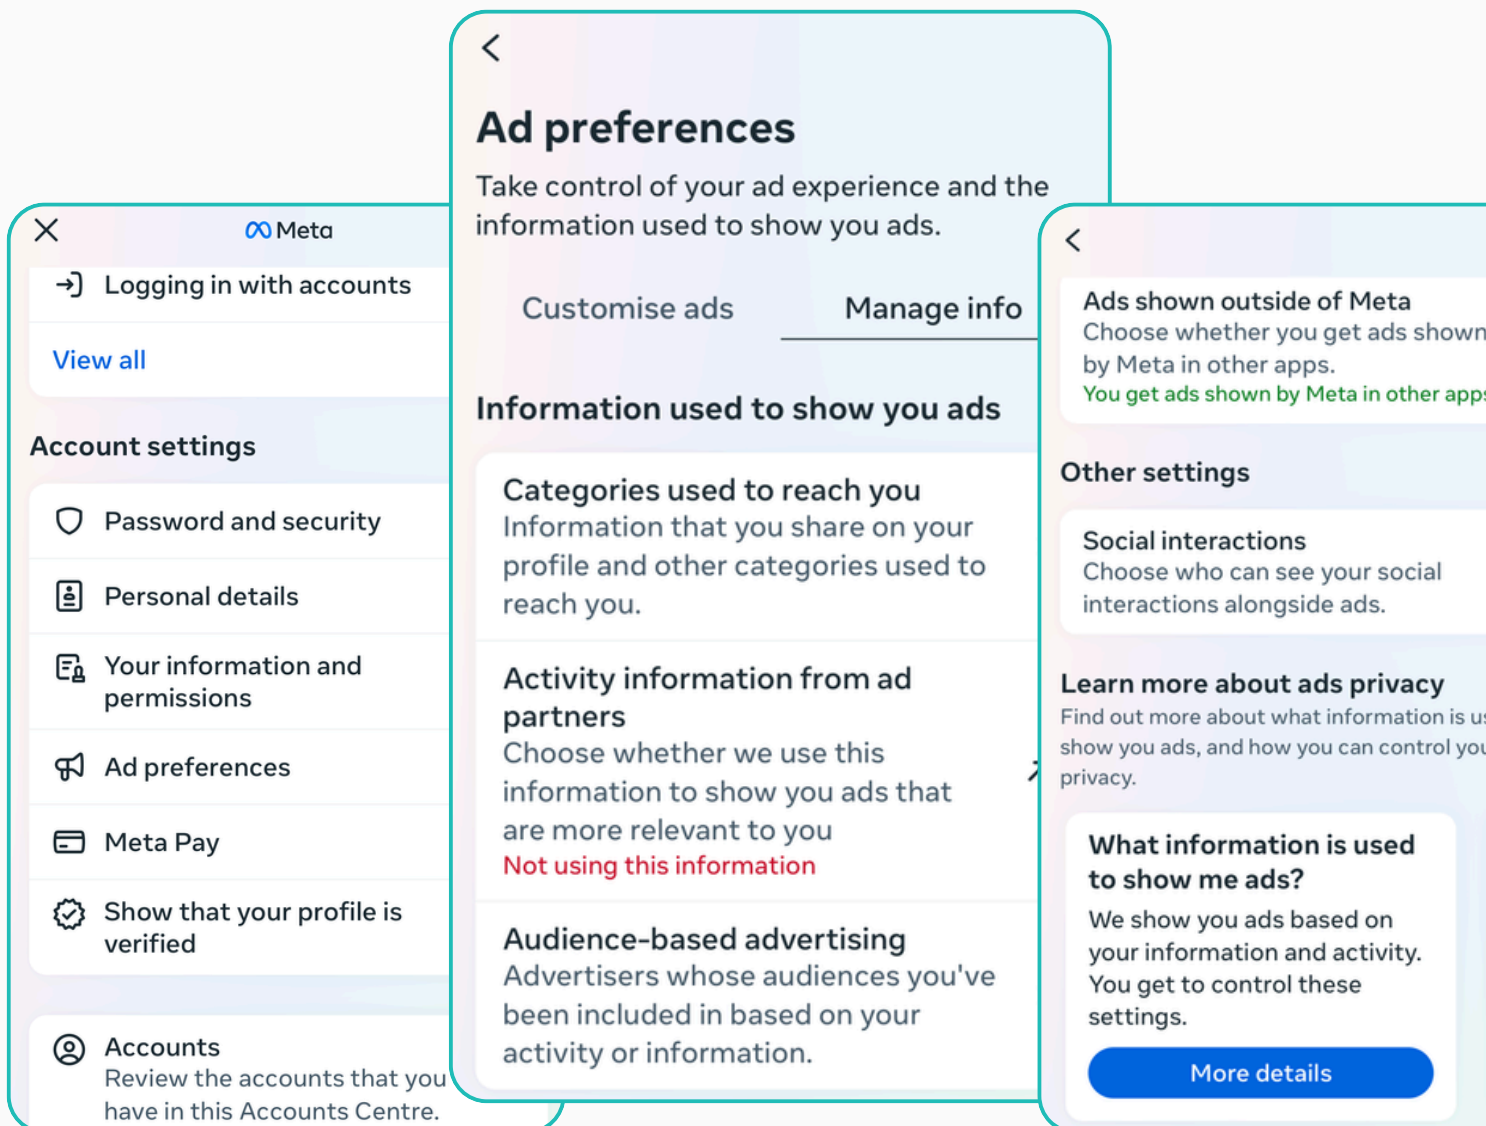 Meta
Logging in with accounts
View all
Account settings
Password and security
Personal details
Your information and
permissions
Ad preferences
Meta Pay
Show that your profile is
verified
Accounts
Review the accounts that you
have in this Accounts Centre.
Ad preferences
Take control of your ad experience and the
information used to show you ads.
Customise ads
Manage info
Information used to show you ads
Categories used to reach you
Information that you share on your
profile and other categories used to
reach you.
Activity information from ad
partners
Choose whether we use this
information to show you ads that
are more relevant to you
Not using this information
Audience-based advertising
Advertisers whose audiences you've
been included in based on your
activity or information.
Ads shown outside of Meta
Choose whether you get ads shown
by Meta in other apps.
You get ads shown by Meta in other apps
Other settings
Social interactions
Choose who can see your social
interactions alongside ads.
Learn more about ads privacy
Find out more about what information is
show you ads, and how you can control
privacy.
What information is used
to show me ads?
We show you ads based on
your information and activity.
You get to control these
settings.
More details